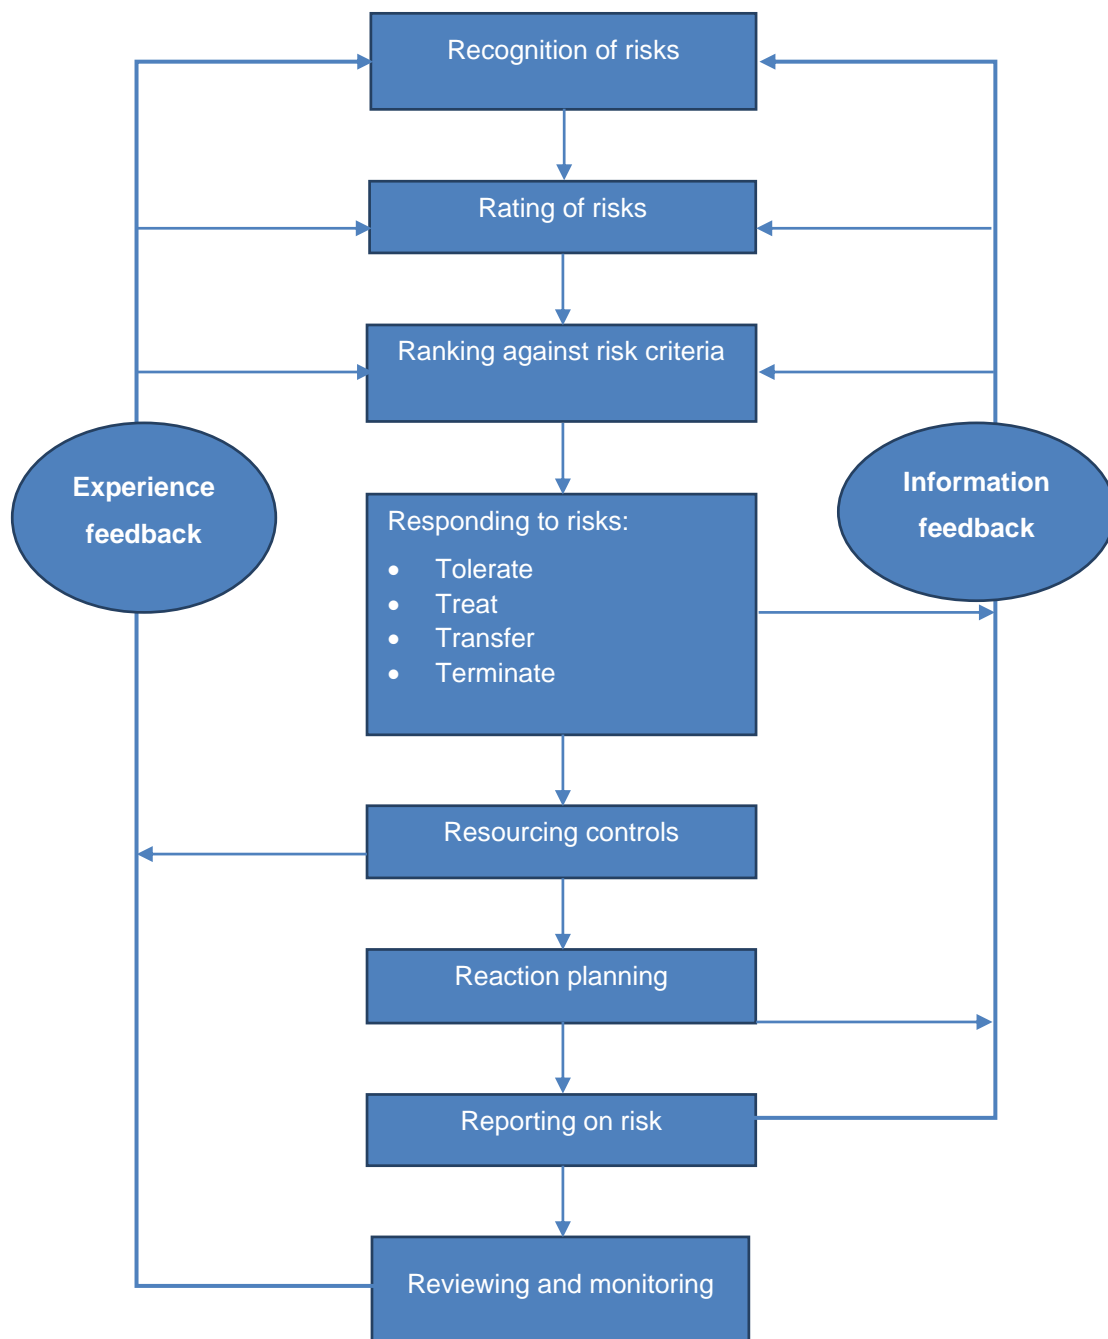 Recognition of risks
Rating of risks
Ranking against risk criteria
Experience
feedback
Information
feedback
Responding to risks:
• Tolerate
• Treat
• Transfer
• Terminate
Resourcing controls
Reaction planning
Reporting on risk
Reviewing and monitoring